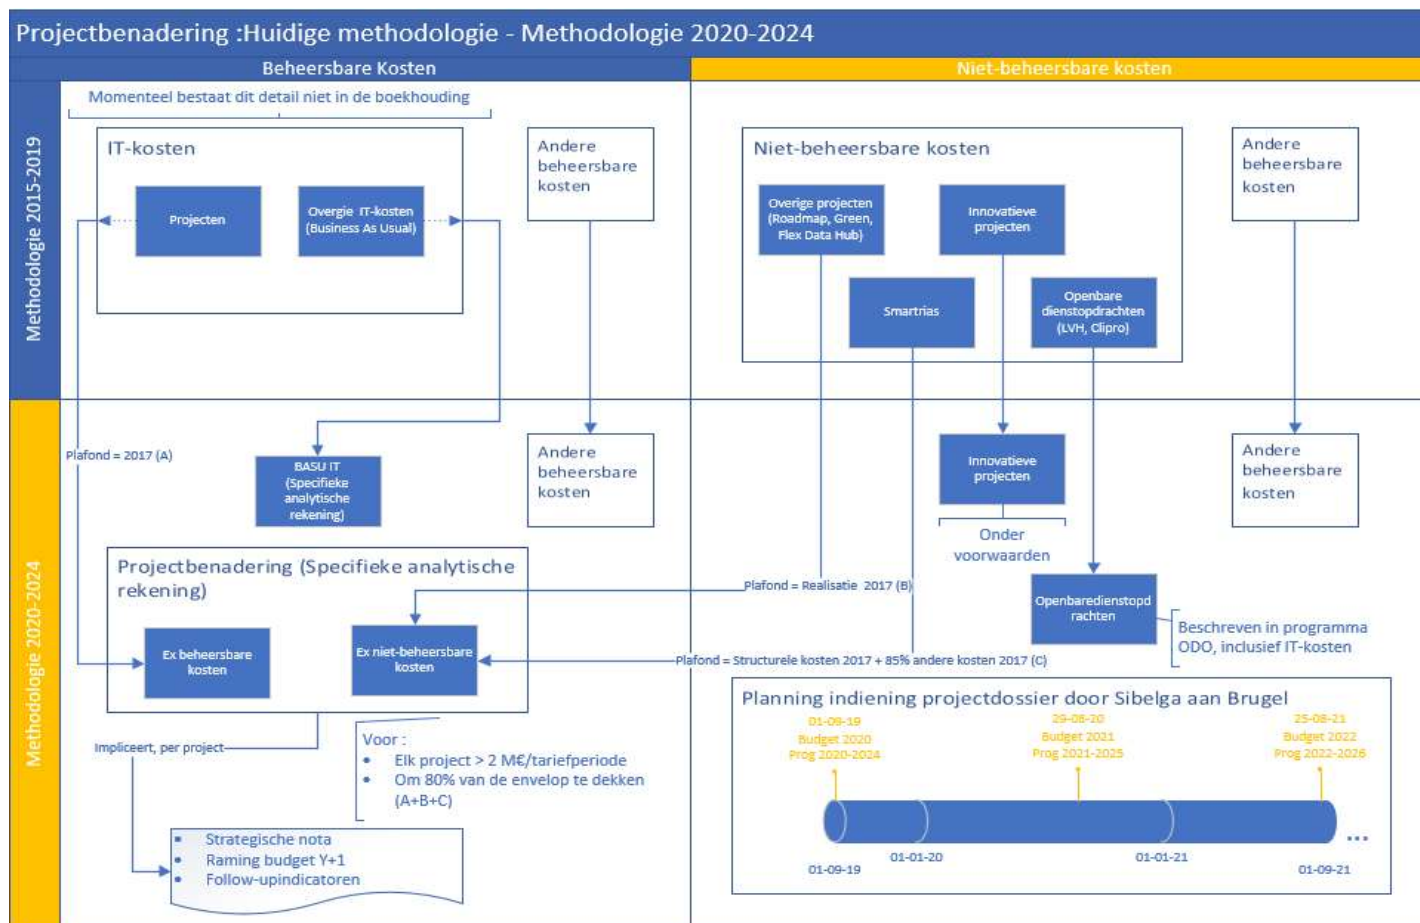 Projectbenadering :Huidige methodologie - Methodologie 2020-2024
Beheersbare Kosten
Niet-beheersbare kosten
Methodologie 2015-2019
Momenteel bestaat dit detail niet in de boekhouding
IT-kosten
Projecten
Overgie IT-kosten
(Business As Usual)
Andere
beheersbare
kosten
Niet-beheersbare kosten
Overige projecten
(Roadmap, Green,
Flex Data Hub)
Innovatieve
projecten
Smartrias
Openbare
dienstopdrachten
(LVH, Clipro)
Andere
beheersbare
kosten
Methodologie 2020-2024
Plafond = 2017 (A)
BASU IT
(Specifieke
analytische
rekening)
Andere
beheersbare
kosten
Innovatieve
projecten
Onder
voorwaarden
Andere
beheersbare
kosten
Projectbenadering (Specifieke analytische
rekening)
Ex beheersbare
kosten
Ex niet-beheersbare
kosten
Plafond = Realisatie 2017 (B)
Plafond = Structurele kosten 2017 + 85% andere kosten 2017 (C)
Openbaredienstopd
rachten
Beschreven in programma
ODO, inclusief IT-kosten
Impliceert, per project
Voor :
• Elk project > 2 M€/tariefperiode
• Om 80% van de envelop te dekken
(A+B+C)
▪ Strategische nota
▪ Raming budget Y+1
▪ Follow-upindicatoren
Planning indiening projectdossier door Sibelga aan Brugel
01-09-19
Budget 2020
Prog 2020-2024
29-08-20
Budget 2021
Prog 2021-2025
25-08-21
Budget 2022
Prog 2022-2026
...
01-09-19
01-01-20
01-01-21
01-09-21